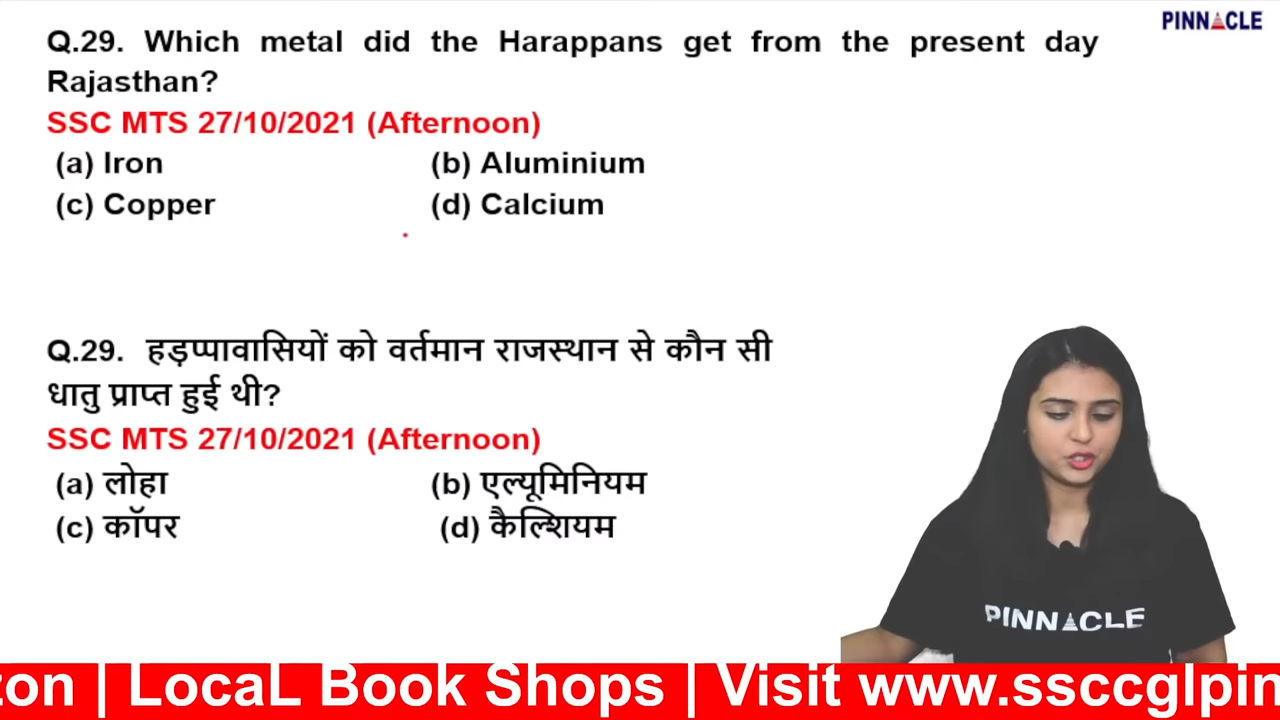 PINNACLE
Q.29. Which metal did the Harappans get from the present day
Rajasthan?
SSC MTS 27/10/2021 (Afternoon)
(a) Iron (b) Aluminium
(c) Copper (d) Calcium
Q.29. हड़प्पावासियों को वर्तमान राजस्थान से कौन सी
धातु प्राप्त हुई थी?
SSC MTS 27/10/2021 (Afternoon)
(a) लोहा (b) एल्यूमिनियम
(c) कॉपर (d) कैल्शियम
PINNACLE
zon | LocaL Book Shops | Visit www.ssccglpin